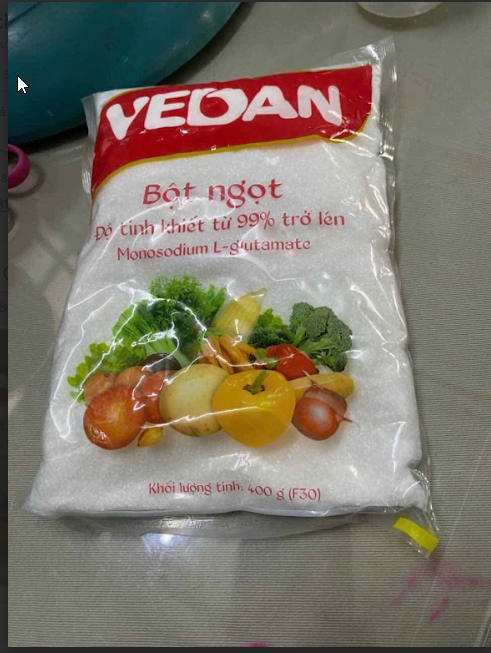 VEDAN
Bột ngọt
Độ tinh khiết từ 99% trở lên
Monosodium L-glutamate
Khối lượng tịnh: 400 g (F30)